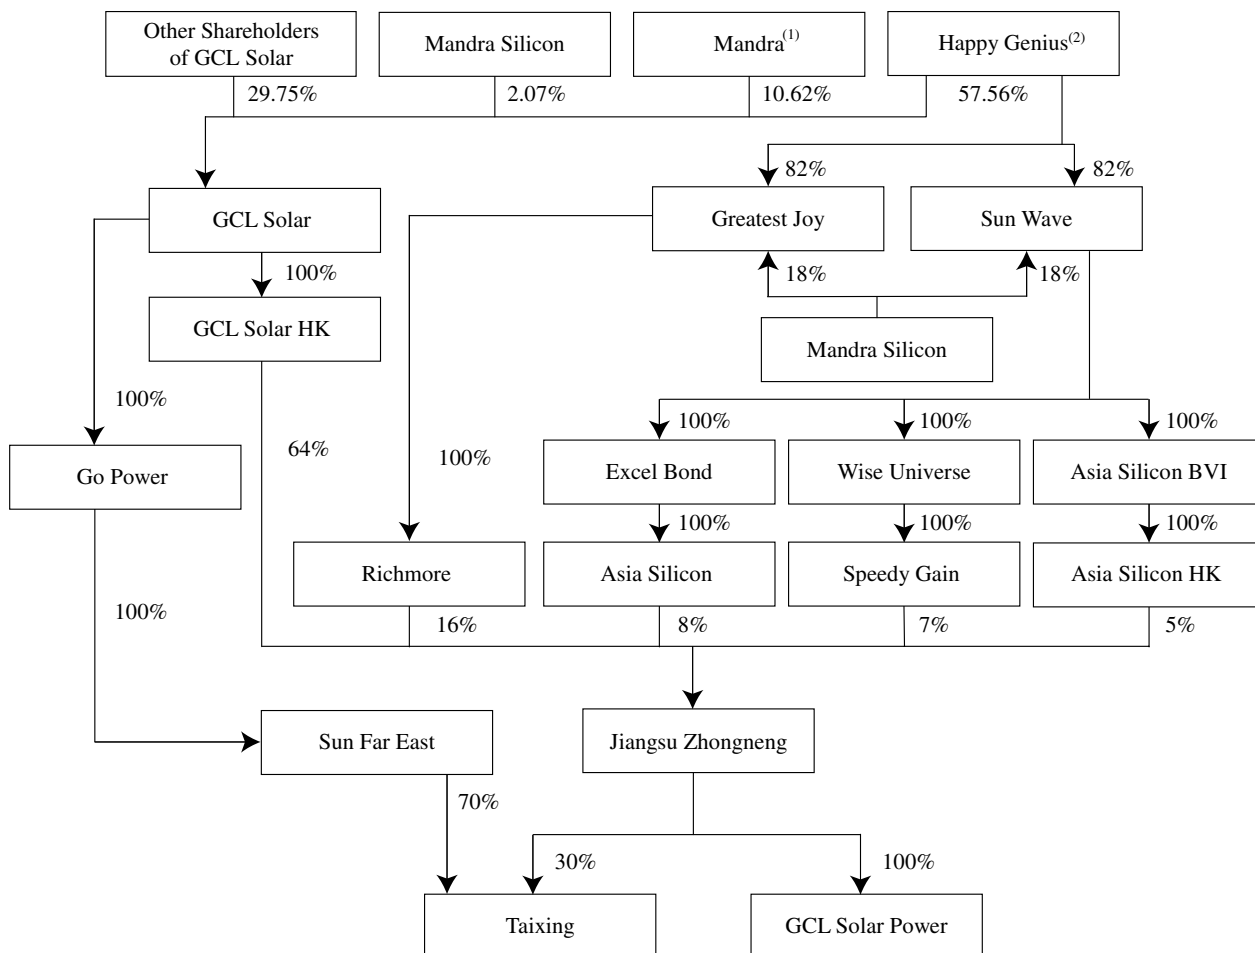 Other Shareholders
of GCL Solar
Mandra Silicon
Mandra(1)
Happy Genius(2)
29.75%
2.07%
10.62%
57.56%
82%
82%
GCL Solar
Greatest Joy
Sun Wave
100%
18%
18%
GCL Solar HK
Mandra Silicon
100%
100%
100%
100%
64%
100%
Go Power
Excel Bond
Wise Universe
Asia Silicon BVI
100%
100%
100%
Richmore
Asia Silicon
Speedy Gain
Asia Silicon HK
100%
16%
8%
7%
5%
Sun Far East
Jiangsu Zhongneng
70%
30%
100%
Taixing
GCL Solar Power